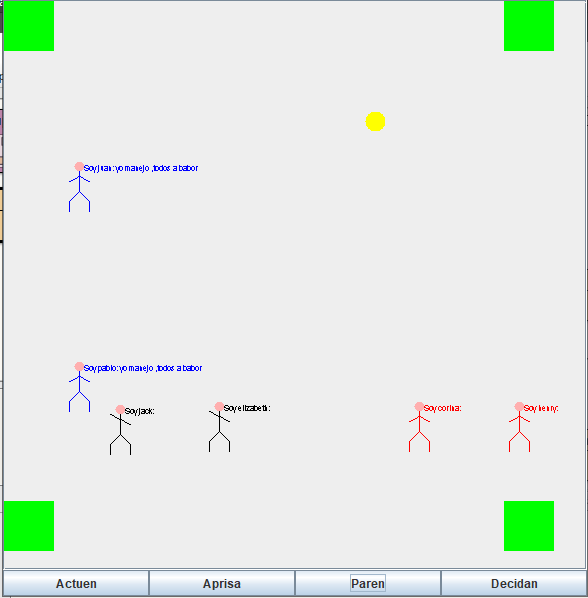 Soy juan: yo manejo ,todos a babor
Soy pablo: yo manejo ,todos a babor
Soy jack:
Soy elizabeth:
Soy corina:
Soy henry:
Actuen
Aprisa
Paren
Decidan